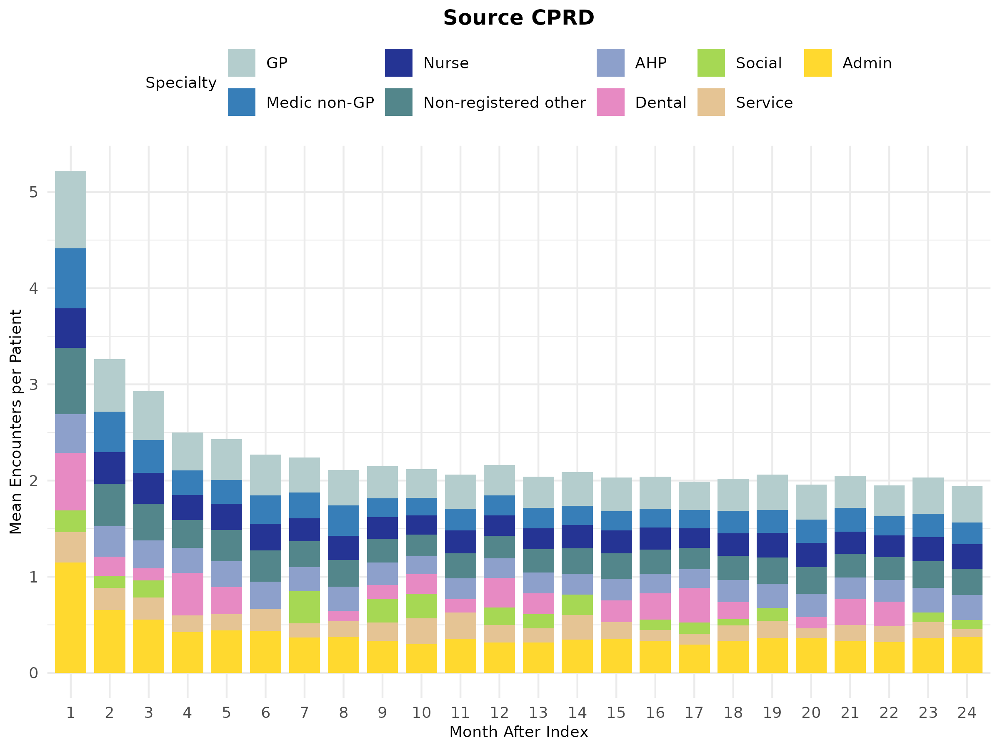 Source CPRD
Specialty
GP
Nurse
AHP
Social
Admin
Medic non-GP
Non-registered other
Dental
Service
Mean Encounters per Patient
5
4
3
2
1
0
1 2 3 4 5 6 7 8 9 10 11 12 13 14 15 16 17 18 19 20 21 22 23 24
Month After Index